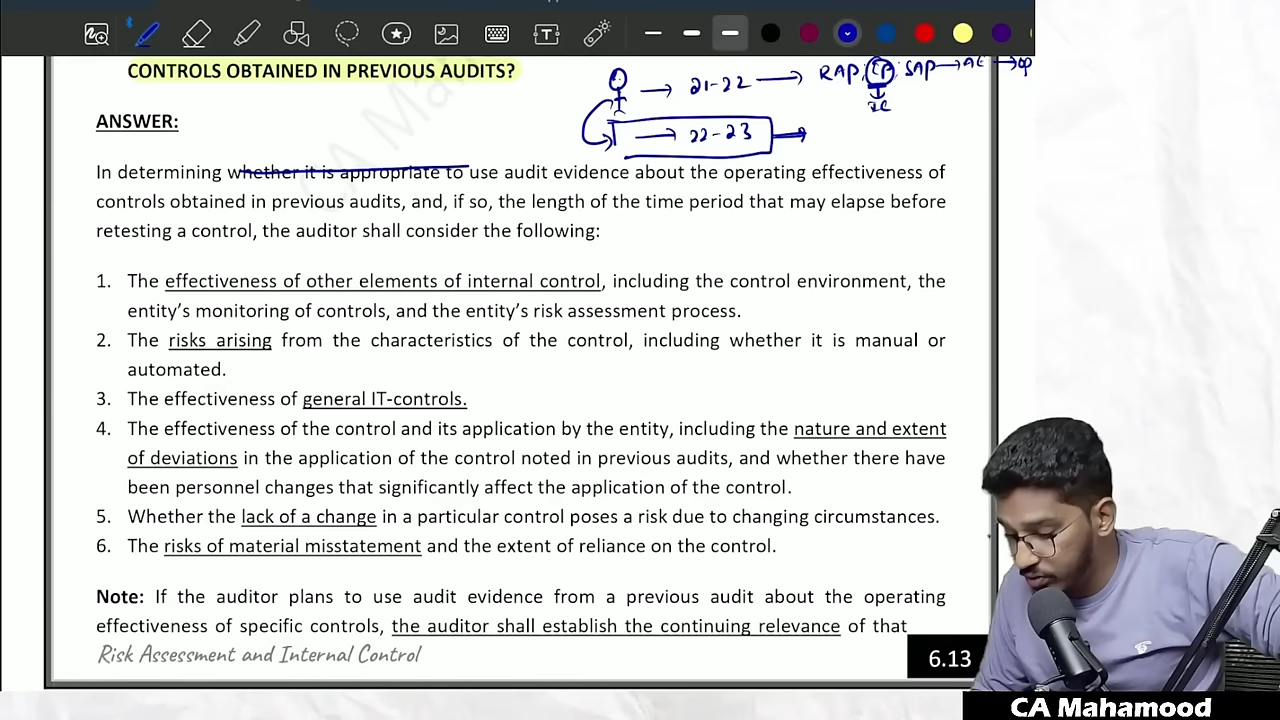 CONTROLS OBTAINED IN PREVIOUS AUDITS?
21-22 RAP, SAP
22-23
ANSWER:
In determining whether it is appropriate to use audit evidence about the operating effectiveness of
controls obtained in previous audits, and, if so, the length of the time period that may elapse before
retesting a control, the auditor shall consider the following:
1. The effectiveness of other elements of internal control, including the control environment, the
entity's monitoring of controls, and the entity's risk assessment process.
2. The risks arising from the characteristics of the control, including whether it is manual or
automated.
3. The effectiveness of general IT-controls.
4. The effectiveness of the control and its application by the entity, including the nature and extent
of deviations in the application of the control noted in previous audits, and whether there have
been personnel changes that significantly affect the application of the control.
5. Whether the lack of a change in a particular control poses a risk due to changing circumstances.
6. The risks of material misstatement and the extent of reliance on the control.
Note: If the auditor plans to use audit evidence from a previous audit about the operating
effectiveness of specific controls, the auditor shall establish the continuing relevance of that
Risk Assessment and Internal Control
6.13
CA Mahamood